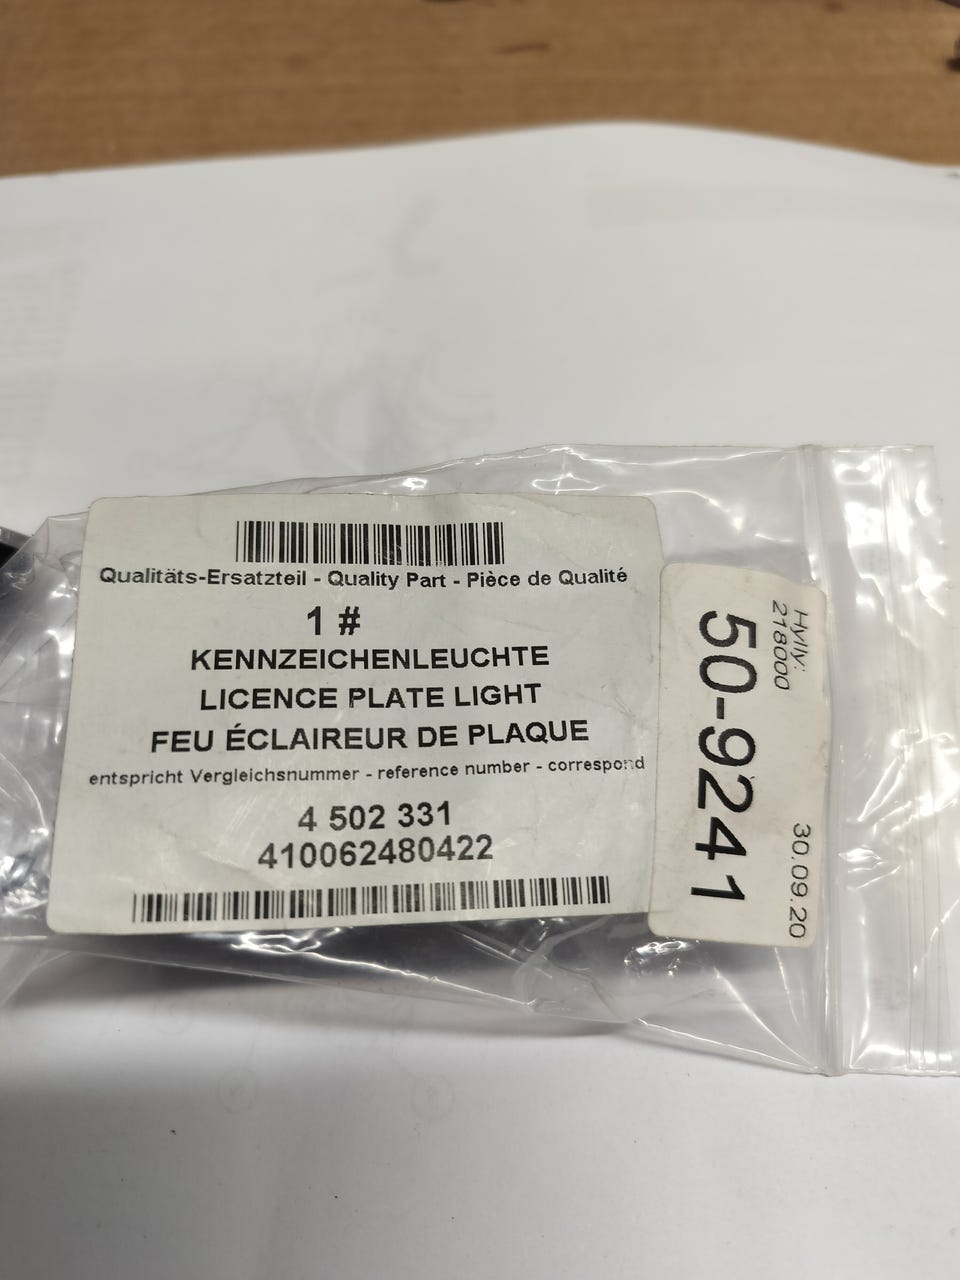 Qualitäts-Ersatzteil - Quality Part - Pièce de Qualité
1 #
KENNZEICHENLEUCHTE
LICENCE PLATE LIGHT
FEU ÉCLAIREUR DE PLAQUE
entspricht Vergleichsnummer - reference number - correspond
4 502 331
410062480422
Hylly:
218000
30.09.20
50-9241